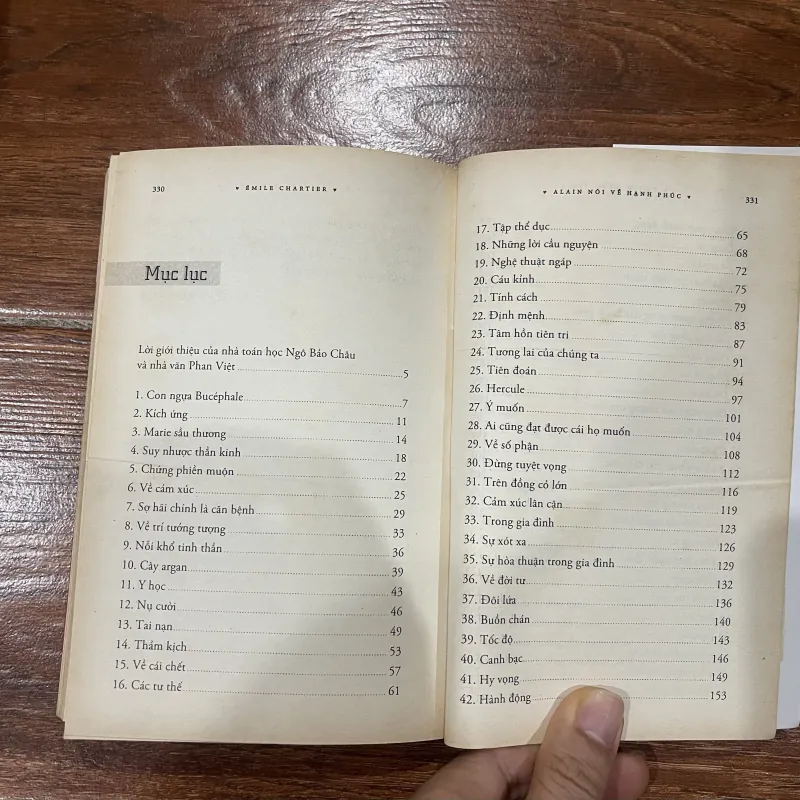 330 ♥ ÉMILE CHARTIER ♥
Mục lục
Lời giới thiệu của nhà toán học Ngô Bảo Châu
và nhà văn Phan Việt 5
1. Con ngựa Bucéphale 7
2. Kích ứng 11
3. Marie sầu thương 14
4. Suy nhược thần kinh 18
5. Chứng phiền muộn 22
6. Về cảm xúc 25
7. Sợ hãi chính là căn bệnh 29
8. Về trí tưởng tượng 33
9. Nỗi khổ tinh thần 36
10. Cây argan 39
11. Y học 43
12. Nụ cười 46
13. Tai nạn 49
14. Thảm kịch 53
15. Về cái chết 57
16. Các tư thế 61
♥ ALAIN NÓI VỀ HẠNH PHÚC ♥ 331
17. Tập thể dục 65
18. Những lời cầu nguyện 68
19. Nghệ thuật ngáp 72
20. Cáu kỉnh 75
21. Tính cách 79
22. Định mệnh 83
23. Tâm hồn tiên tri 87
24. Tương lai của chúng ta 91
25. Tiên đoán 94
26. Hercule 97
27. Ý muốn 101
28. Ai cũng đạt được cái họ muốn 104
29. Về số phận 108
30. Đừng tuyệt vọng 112
31. Trên đồng cỏ lớn 116
32. Cảm xúc lân cận 119
33. Trong gia đình 123
34. Sự xót xa 126
35. Sự hòa thuận trong gia đình 129
36. Về đời tư 132
37. Đôi lứa 136
38. Buồn chán 140
39. Tốc độ 143
40. Canh bạc 146
41. Hy vọng 149
42. Hành động 153